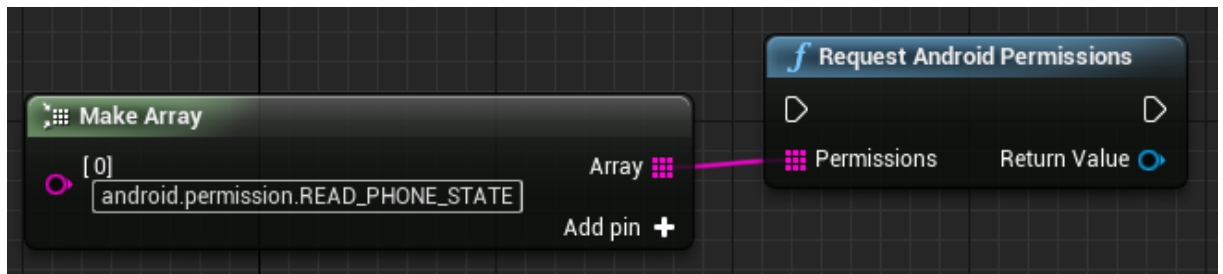 Make Array
[ 0]
android.permission.READ_PHONE_STATE
Array
Add pin
f Request Android Permissions
Permissions
Return Value